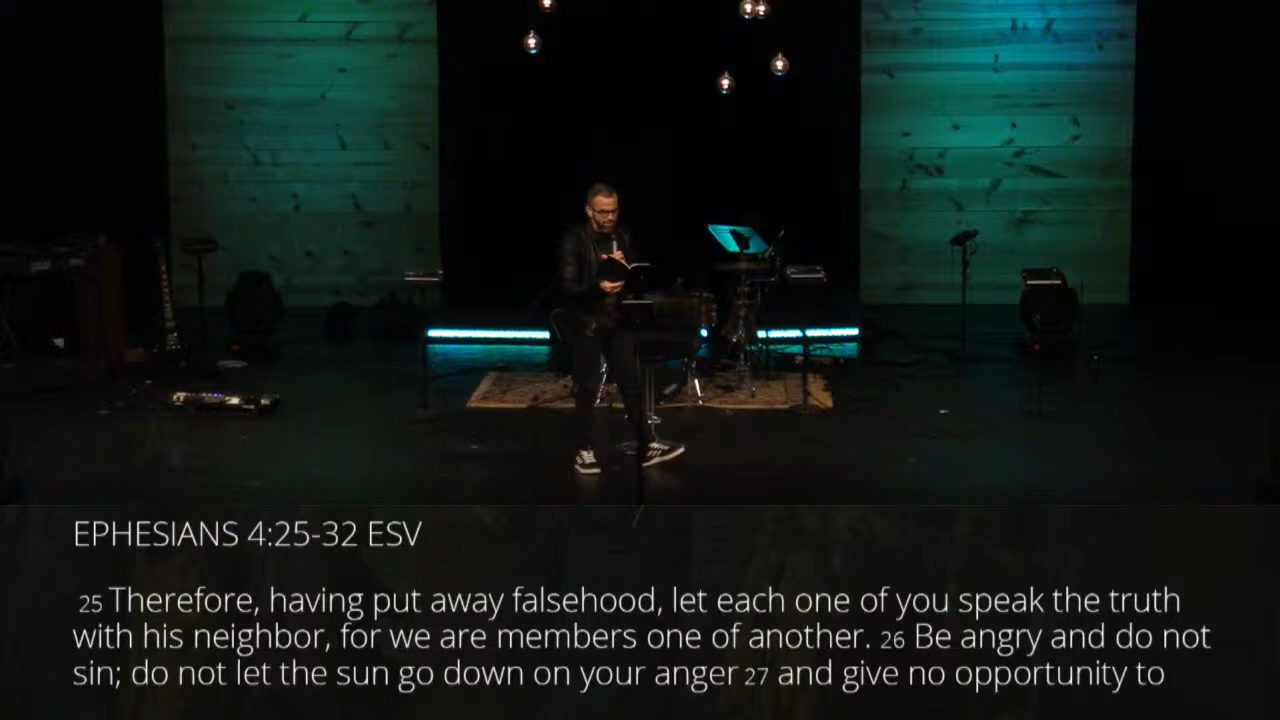 EPHESIANS 4:25-32 ESV
25 Therefore, having put away falsehood, let each one of you speak the truth
with his neighbor, for we are members one of another. 26 Be angry and do not
sin; do not let the sun go down on your anger 27 and give no opportunity to